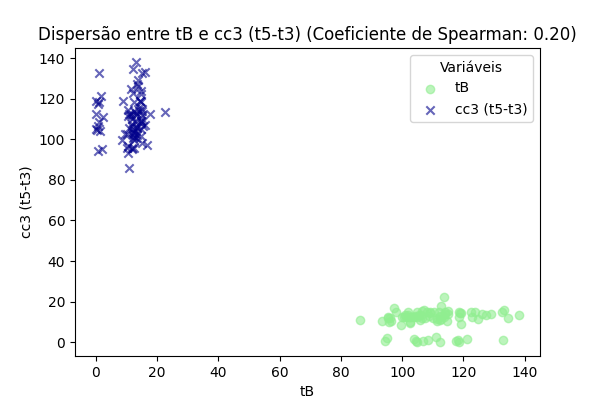 Dispersão entre tB e cc3 (t5-t3) (Coeficiente de Spearman: 0.20)
Variáveis
tB
cc3 (t5-t3)
cc3 (t5-t3)
140
120
100
80
60
40
20
0
0 20 40 60 80 100 120 140
tB